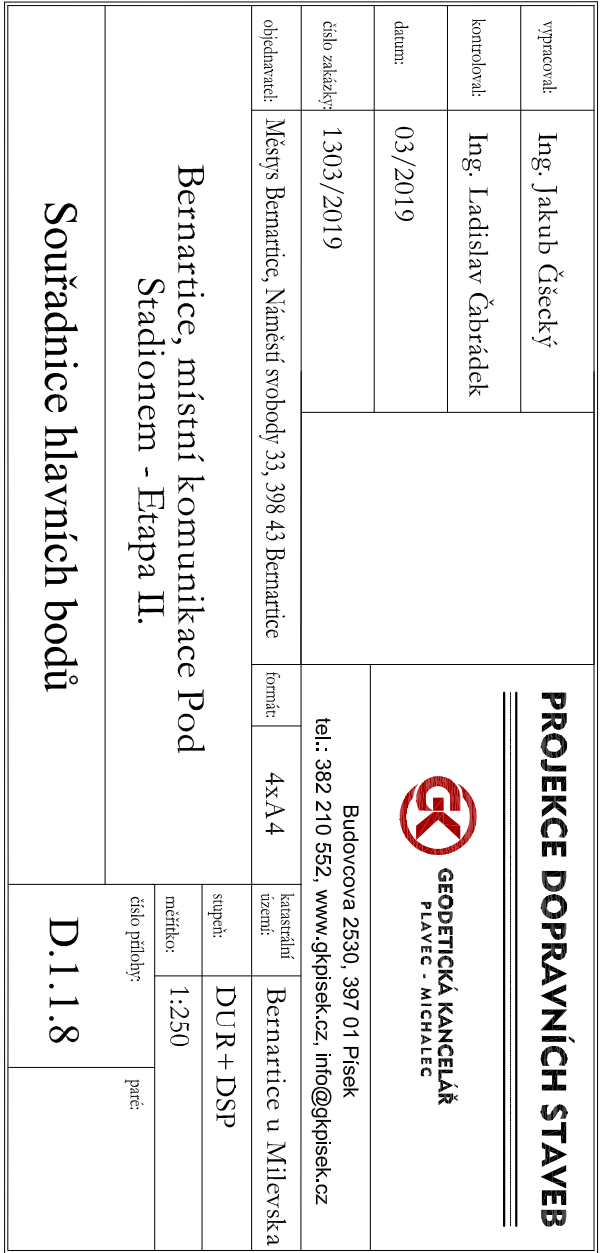 vypracoval:
Ing. Jakub Čišecký
kontroloval:
Ing. Ladislav Čabrádek
datum:
03/2019
číslo zakázky:
1303/2019
PROJEKCE DOPRAVNÍCH STAVEB
GK
GEODETICKÁ KANCELÁŘ
PLAVEC - MICHALEC
Budovcova 2530, 397 01 Písek
tel.: 382 210 552, www.gkpisek.cz, info@gkpisek.cz
objednavatel:
Městys Bernartice, Náměstí svobody 33, 398 43 Bernartice
formát:
4xA4
katastrální
území:
Bernartice u Milevska
Bernartice, místní komunikace Pod
Stadionem - Etapa II.
stupeň:
DUR+DSP
měřítko:
1:250
Souřadnice hlavních bodů
číslo přílohy:
D.1.1.8
paré: